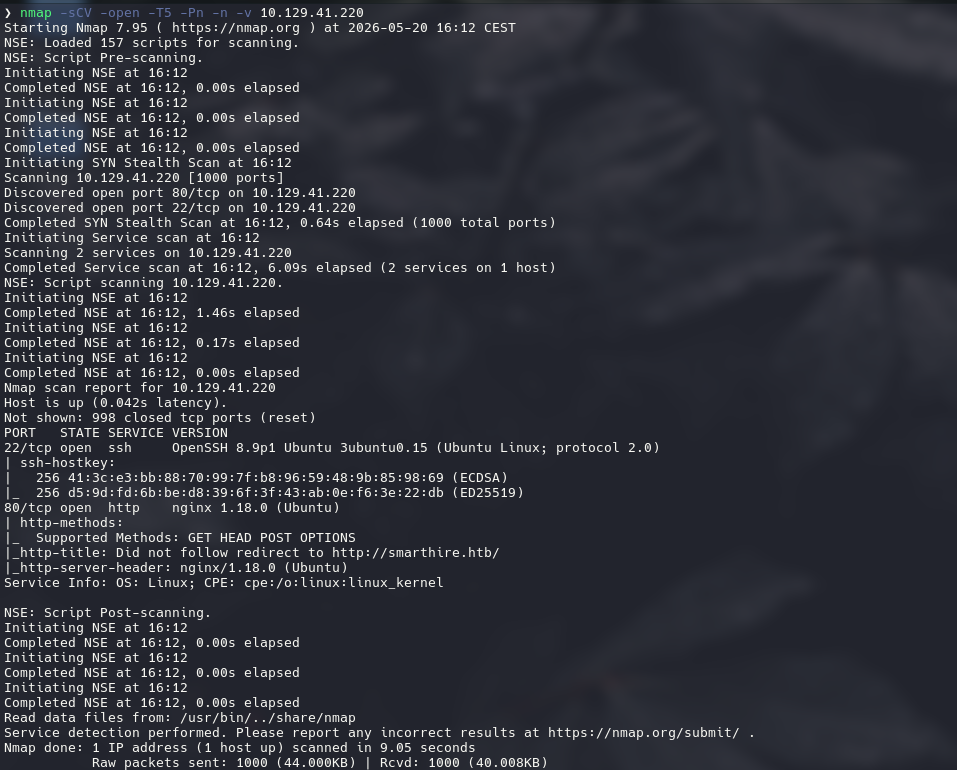 ❯ nmap -sCV -open -T5 -Pn -n -v 10.129.41.220
Starting Nmap 7.95 ( https://nmap.org ) at 2026-05-20 16:12 CEST
NSE: Loaded 157 scripts for scanning.
NSE: Script Pre-scanning.
Initiating NSE at 16:12
Completed NSE at 16:12, 0.00s elapsed
Initiating NSE at 16:12
Completed NSE at 16:12, 0.00s elapsed
Initiating NSE at 16:12
Completed NSE at 16:12, 0.00s elapsed
Initiating SYN Stealth Scan at 16:12
Scanning 10.129.41.220 [1000 ports]
Discovered open port 80/tcp on 10.129.41.220
Discovered open port 22/tcp on 10.129.41.220
Completed SYN Stealth Scan at 16:12, 0.64s elapsed (1000 total ports)
Initiating Service scan at 16:12
Scanning 2 services on 10.129.41.220
Completed Service scan at 16:12, 6.09s elapsed (2 services on 1 host)
NSE: Script scanning 10.129.41.220.
Initiating NSE at 16:12
Completed NSE at 16:12, 1.46s elapsed
Initiating NSE at 16:12
Completed NSE at 16:12, 0.17s elapsed
Initiating NSE at 16:12
Completed NSE at 16:12, 0.00s elapsed
Nmap scan report for 10.129.41.220
Host is up (0.042s latency).
Not shown: 998 closed tcp ports (reset)
PORT   STATE SERVICE VERSION
22/tcp open  ssh     OpenSSH 8.9p1 Ubuntu 3ubuntu0.15 (Ubuntu Linux; protocol 2.0)
| ssh-hostkey:
|   256 41:3c:e3:bb:88:70:99:7f:b8:96:59:48:9b:85:98:69 (ECDSA)
|_  256 d5:9d:fd:6b:be:d8:39:6f:3f:43:ab:0e:f6:3e:22:db (ED25519)
80/tcp open  http    nginx 1.18.0 (Ubuntu)
| http-methods:
|_  Supported Methods: GET HEAD POST OPTIONS
|_http-title: Did not follow redirect to http://smarthire.htb/
|_http-server-header: nginx/1.18.0 (Ubuntu)
Service Info: OS: Linux; CPE: cpe:/o:linux:linux_kernel
NSE: Script Post-scanning.
Initiating NSE at 16:12
Completed NSE at 16:12, 0.00s elapsed
Initiating NSE at 16:12
Completed NSE at 16:12, 0.00s elapsed
Initiating NSE at 16:12
Completed NSE at 16:12, 0.00s elapsed
Read data files from: /usr/bin/../share/nmap
Service detection performed. Please report any incorrect results at https://nmap.org/submit/ .
Nmap done: 1 IP address (1 host up) scanned in 9.05 seconds
           Raw packets sent: 1000 (44.000KB) | Rcvd: 1000 (40.008KB)